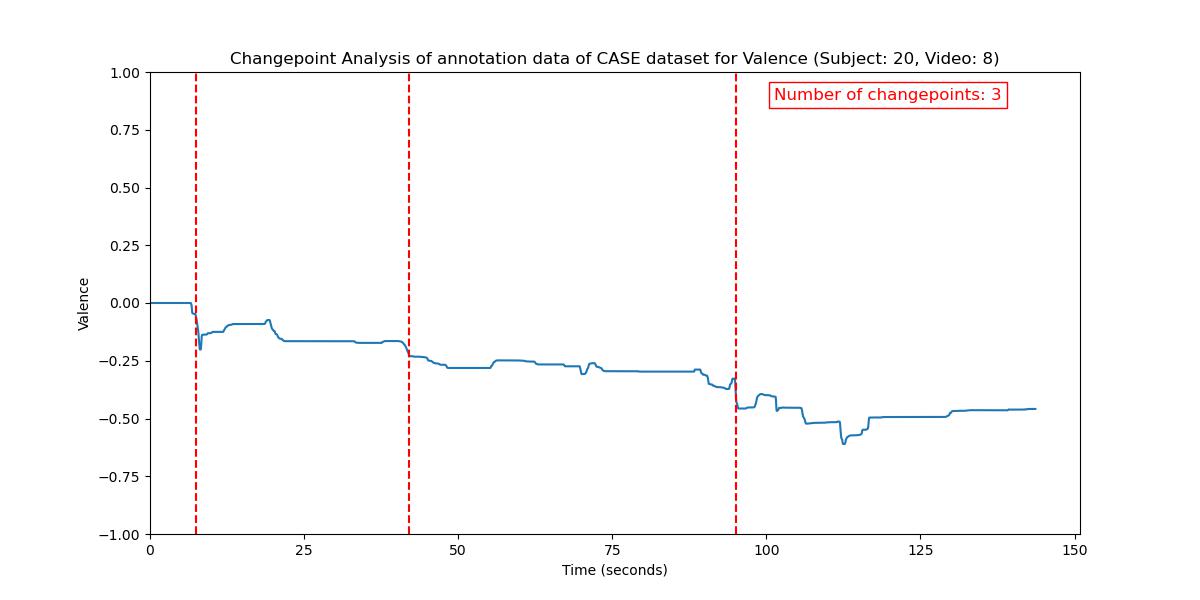 Changepoint Analysis of annotation data of CASE dataset for Valence (Subject: 20, Video: 8)
Number of changepoints: 3
1.00
0.75
0.50
0.25
0.00
−0.25
−0.50
−0.75
−1.00
Valence
0 25 50 75 100 125 150
Time (seconds)